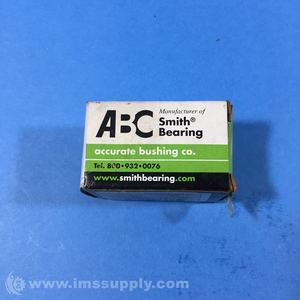 ABC
Manufacturer of
Smith®
Bearing
accurate bushing co.
Tel. 800•932•0076
www.smithbearing.com
© www.imssupply.com